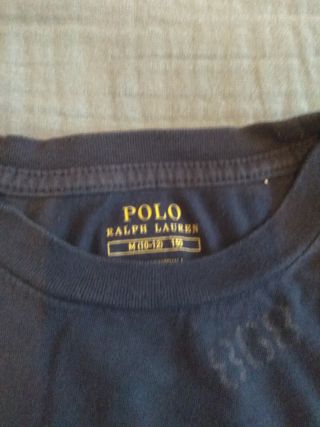 POLO
RALPH LAUREN
M (10-12)